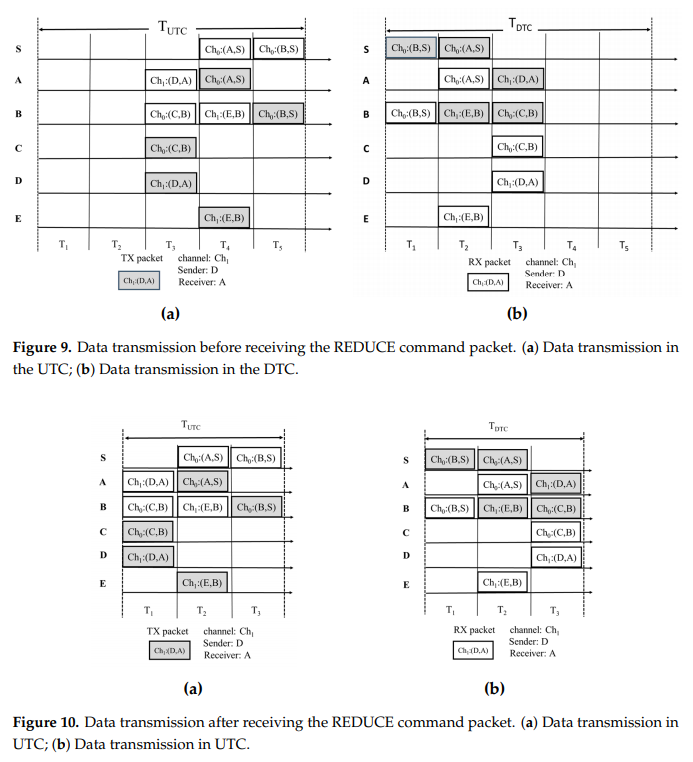 T_UTC
S Ch₀:(A,S) Ch₀:(B,S)
A Ch₁:(D,A) Ch₀:(A,S)
B Ch₀:(C,B) Ch₁:(E,B) Ch₀:(B,S)
C Ch₀:(C,B)
D Ch₁:(D,A)
E Ch₁:(E,B)
T₁ T₂ T₃ T₄ T₅
TX packet channel: Ch₁
Sender: D
Ch₁:(D,A) Receiver: A
(a)
T_DTC
S Ch₀:(B,S) Ch₀:(A,S)
A Ch₀:(A,S) Ch₁:(D,A)
B Ch₀:(B,S) Ch₁:(E,B) Ch₀:(C,B)
C Ch₀:(C,B)
D Ch₁:(D,A)
E Ch₁:(E,B)
T₁ T₂ T₃ T₄ T₅
RX packet channel: Ch₁
Sender: D
Ch₁:(D,A) Receiver: A
(b)
Figure 9. Data transmission before receiving the REDUCE command packet. (a) Data transmission in
the UTC; (b) Data transmission in the DTC.
T_UTC
S Ch₀:(A,S) Ch₀:(B,S)
A Ch₁:(D,A) Ch₀:(A,S)
B Ch₀:(C,B) Ch₁:(E,B) Ch₀:(B,S)
C Ch₀:(C,B)
D Ch₁:(D,A)
E Ch₁:(E,B)
T₁ T₂ T₃
TX packet channel: Ch₁
Sender: D
Ch₁:(D,A) Receiver: A
(a)
T_DTC
S Ch₀:(B,S) Ch₀:(A,S)
A Ch₀:(A,S) Ch₁:(D,A)
B Ch₀:(B,S) Ch₁:(E,B) Ch₀:(C,B)
C Ch₀:(C,B)
D Ch₁:(D,A)
E Ch₁:(E,B)
T₁ T₂ T₃
RX packet channel: Ch₁
Sender: D
Ch₁:(D,A) Receiver: A
(b)
Figure 10. Data transmission after receiving the REDUCE command packet. (a) Data transmission in
UTC; (b) Data transmission in UTC.